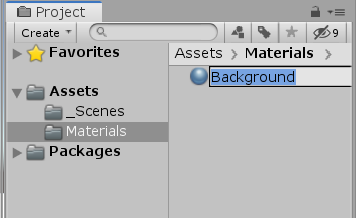 Project
Create
9
Favorites
Assets > Materials >
Background
Assets
_Scenes
Materials
Packages